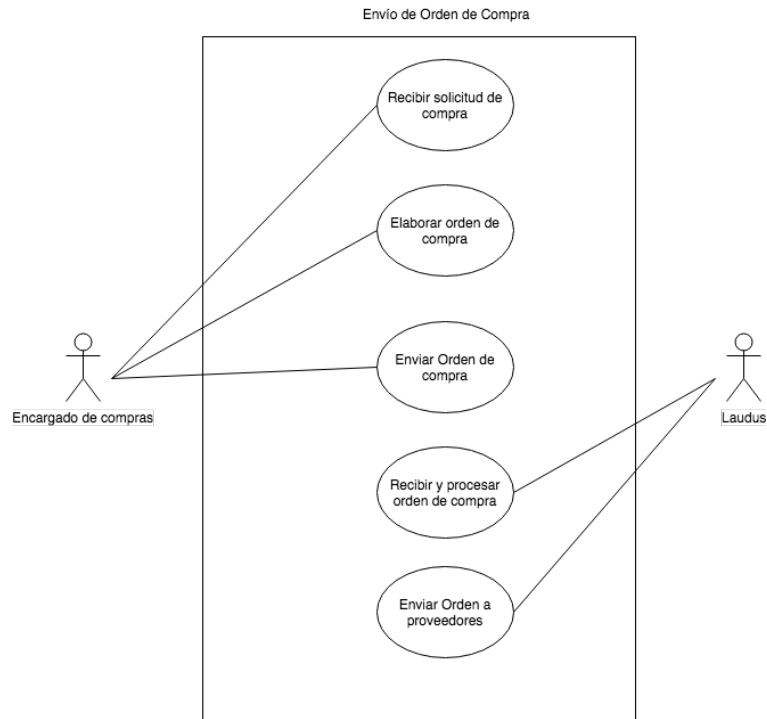 Envío de Orden de Compra
Recibir solicitud de
compra
Elaborar orden de
compra
Enviar Orden de
compra
Encargado de compras
Laudus
Recibir y procesar
orden de compra
Enviar Orden a
proveedores